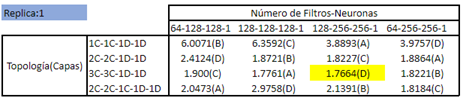 Replica:1
Número de Filtros-Neuronas
64-128-128-1 128-128-128-1 128-256-256-1 64-256-256-1
Topología(Capas)
1C-1C-1D-1D 6.0071(B) 6.3592(C) 3.8893(A) 3.9757(D)
2C-2C-1D-1D 2.4124(D) 1.8721(B) 1.8227(C) 1.8864(A)
3C-3C-1D-1D 1.900(C) 1.7761(A) 1.7664(D) 1.8221(B)
2C-2C-1C-1D-1D 2.0473(A) 2.9758(D) 2.1391(B) 1.8184(C)